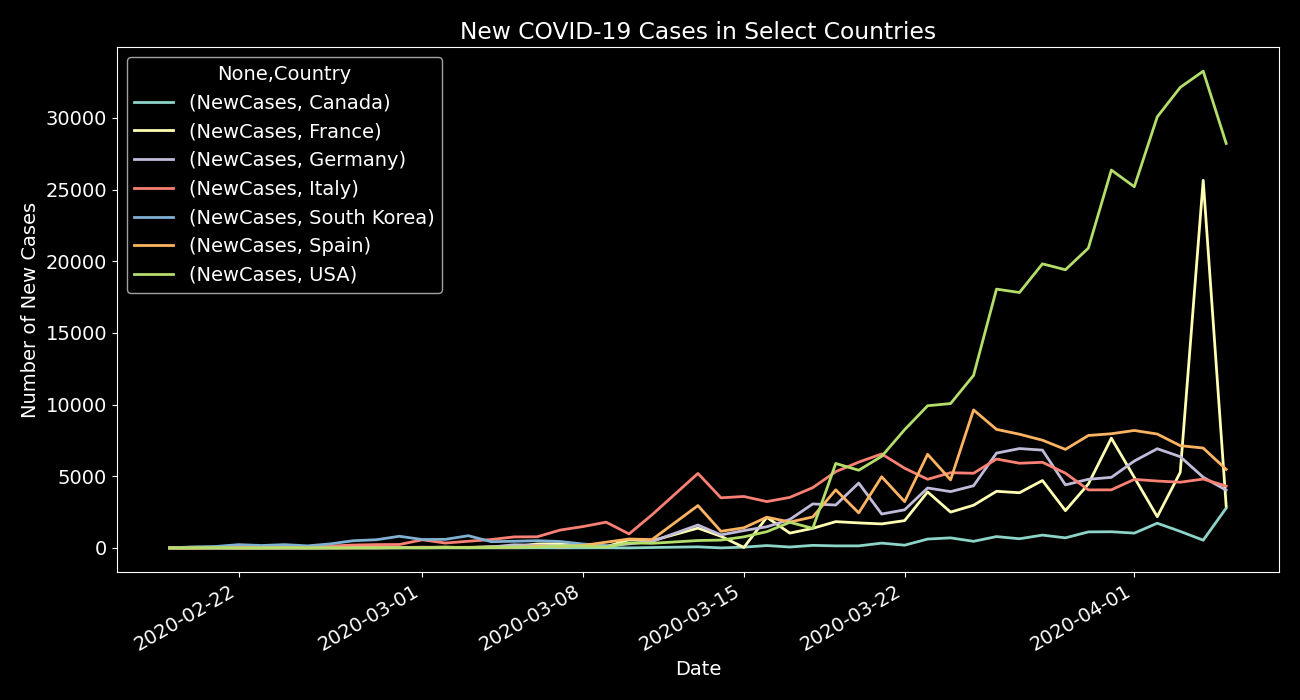 New COVID-19 Cases in Select Countries
None,Country
(NewCases, Canada)
(NewCases, France)
(NewCases, Germany)
(NewCases, Italy)
(NewCases, South Korea)
(NewCases, Spain)
(NewCases, USA)
Number of New Cases
30000
25000
20000
15000
10000
5000
0
2020-02-22
2020-03-01
2020-03-08
2020-03-15
2020-03-22
2020-04-01
Date